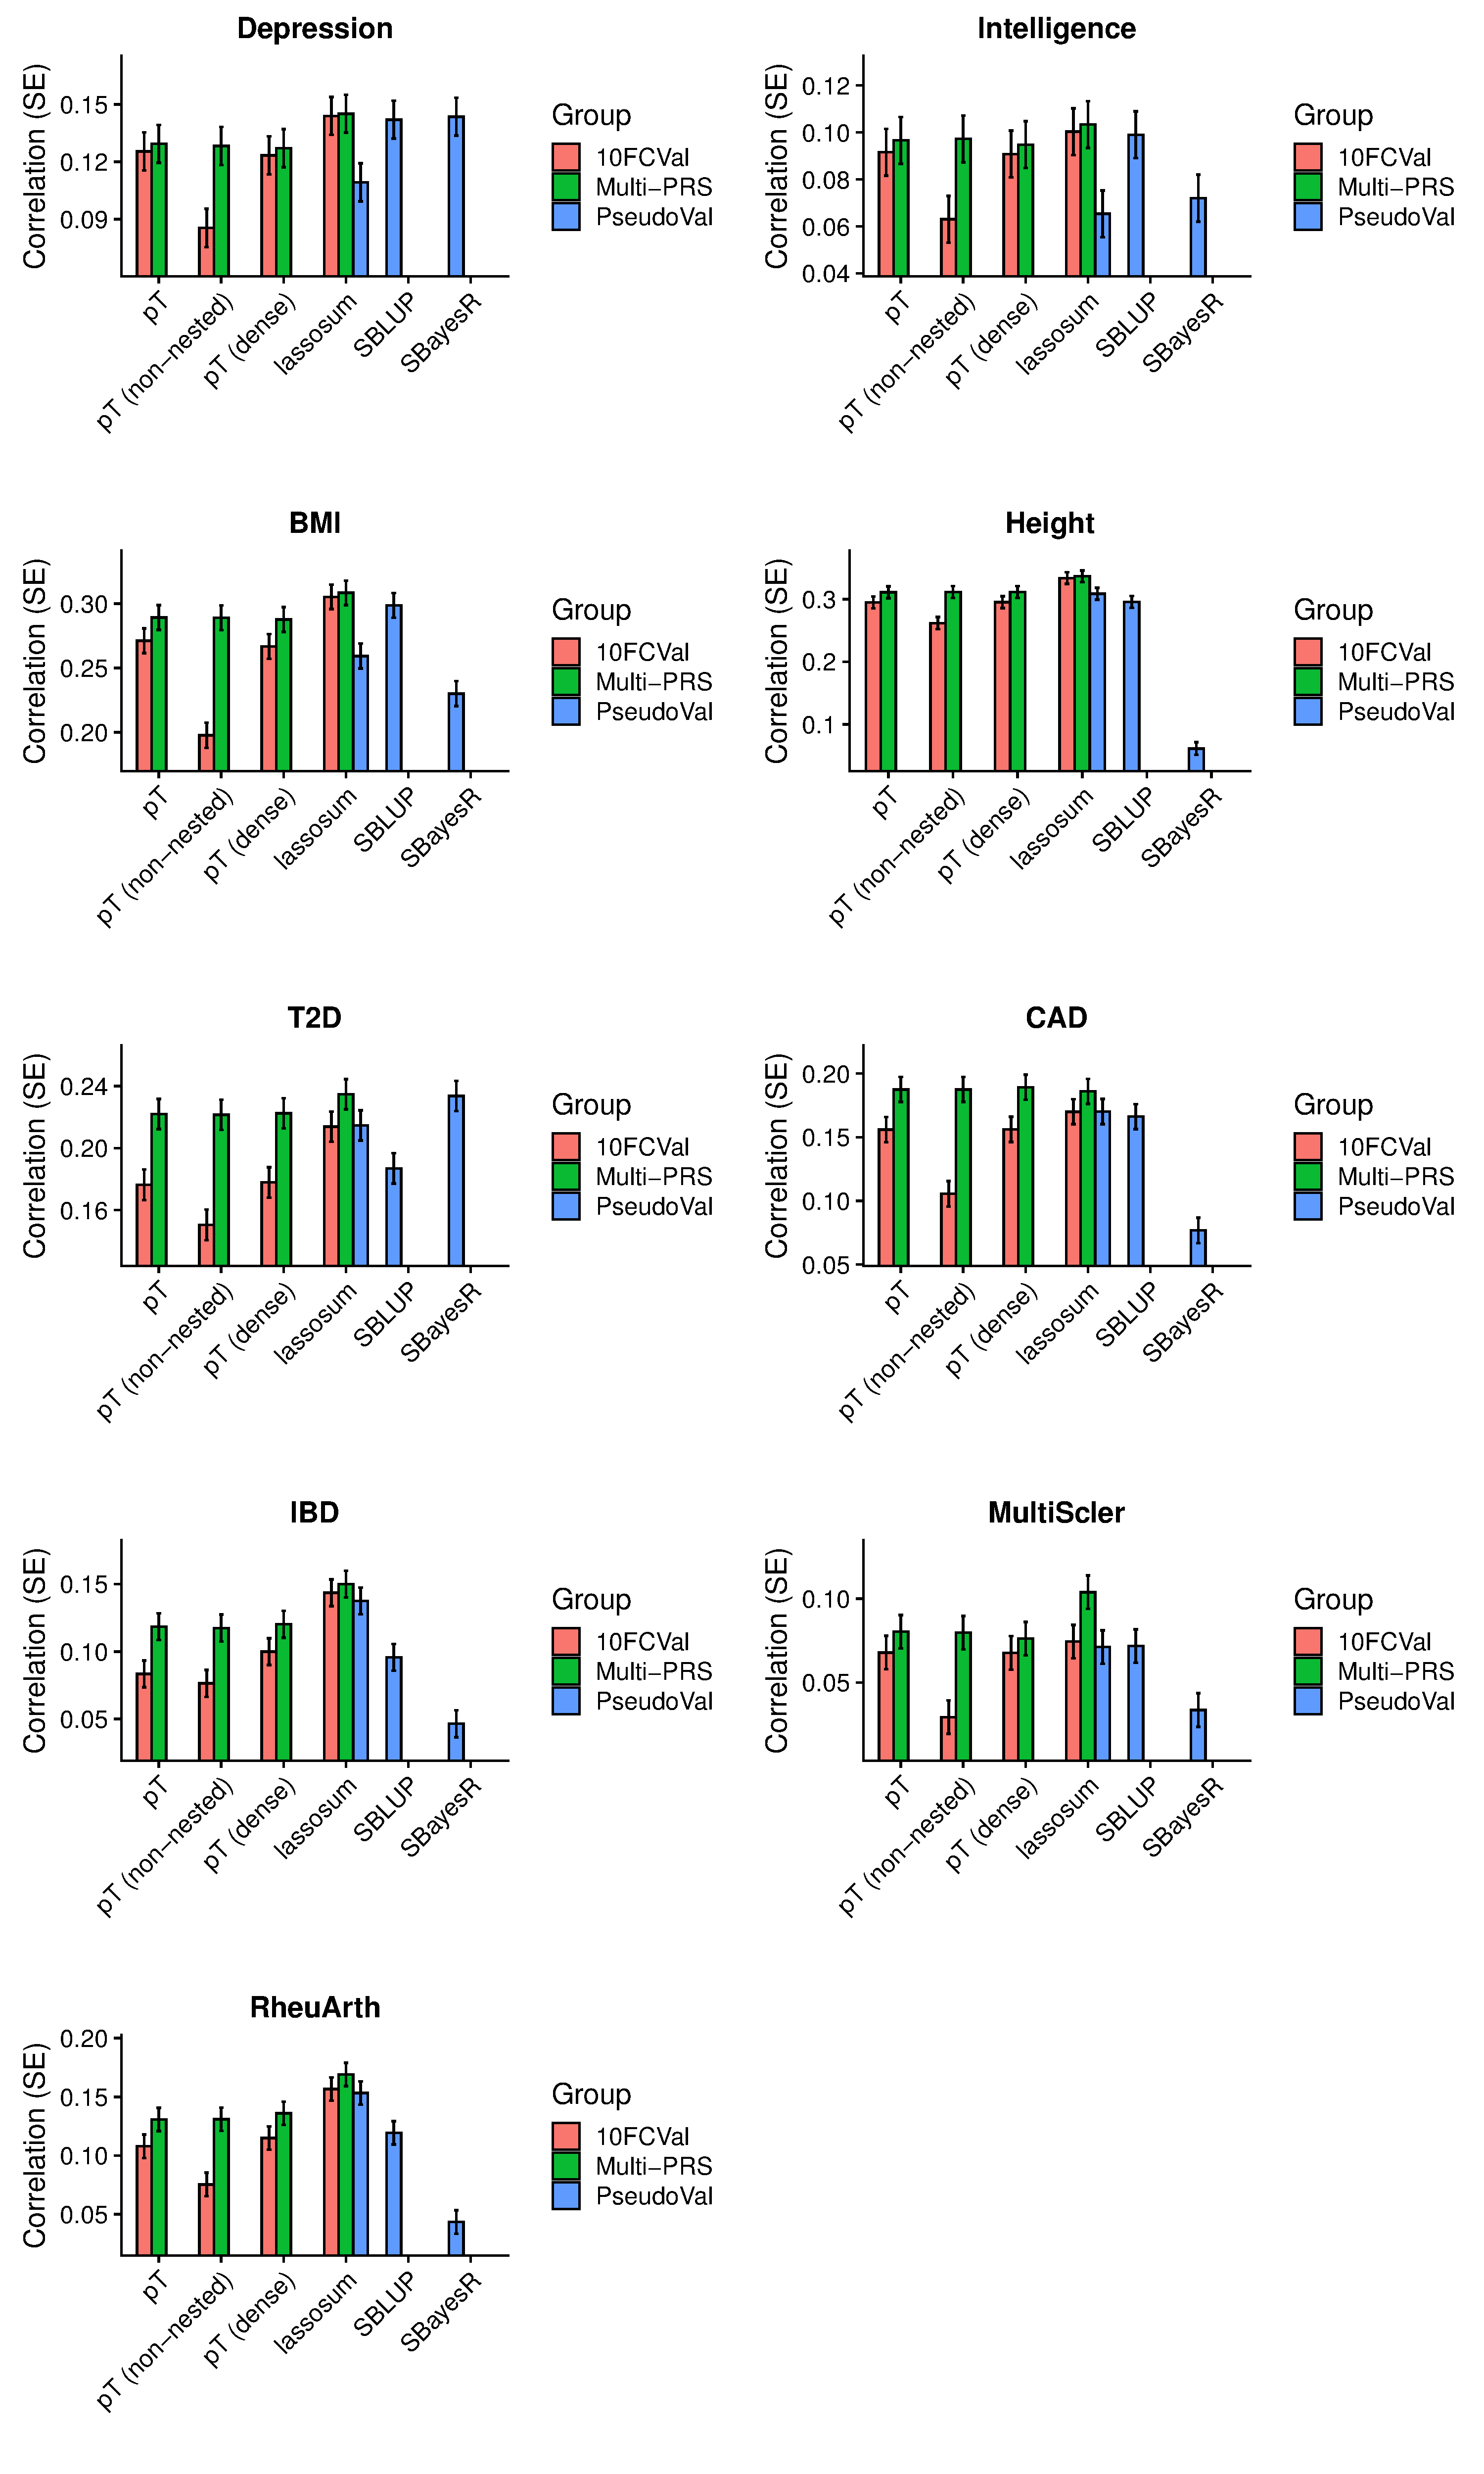 Depression
Correlation (SE)
0.15
0.12
0.09
pT
pT (non−nested)
pT (dense)
lassosum
SBLUP
SBayesR
Group
10FCVal
Multi−PRS
PseudoVal
Intelligence
Correlation (SE)
0.12
0.10
0.08
0.06
0.04
pT
pT (non−nested)
pT (dense)
lassosum
SBLUP
SBayesR
Group
10FCVal
Multi−PRS
PseudoVal
BMI
Correlation (SE)
0.30
0.25
0.20
pT
pT (non−nested)
pT (dense)
lassosum
SBLUP
SBayesR
Group
10FCVal
Multi−PRS
PseudoVal
Height
Correlation (SE)
0.3
0.2
0.1
pT
pT (non−nested)
pT (dense)
lassosum
SBLUP
SBayesR
Group
10FCVal
Multi−PRS
PseudoVal
T2D
Correlation (SE)
0.24
0.20
0.16
pT
pT (non−nested)
pT (dense)
lassosum
SBLUP
SBayesR
Group
10FCVal
Multi−PRS
PseudoVal
CAD
Correlation (SE)
0.20
0.15
0.10
0.05
pT
pT (non−nested)
pT (dense)
lassosum
SBLUP
SBayesR
Group
10FCVal
Multi−PRS
PseudoVal
IBD
Correlation (SE)
0.15
0.10
0.05
pT
pT (non−nested)
pT (dense)
lassosum
SBLUP
SBayesR
Group
10FCVal
Multi−PRS
PseudoVal
MultiScler
Correlation (SE)
0.10
0.05
pT
pT (non−nested)
pT (dense)
lassosum
SBLUP
SBayesR
Group
10FCVal
Multi−PRS
PseudoVal
RheuArth
Correlation (SE)
0.20
0.15
0.10
0.05
pT
pT (non−nested)
pT (dense)
lassosum
SBLUP
SBayesR
Group
10FCVal
Multi−PRS
PseudoVal